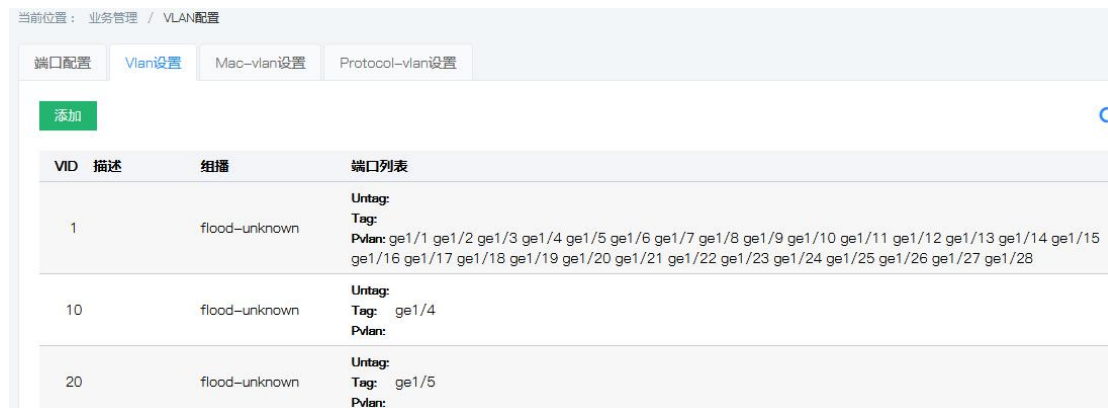 当前位置： 业务管理 / VLAN配置
端口配置 Vlan设置 Mac-vlan设置 Protocol-vlan设置
添加
VID 描述 组播 端口列表
Untag:
1 flood-unknown Tag:
Pvlan: ge1/1 ge1/2 ge1/3 ge1/4 ge1/5 ge1/6 ge1/7 ge1/8 ge1/9 ge1/10 ge1/11 ge1/12 ge1/13 ge1/14 ge1/15
ge1/16 ge1/17 ge1/18 ge1/19 ge1/20 ge1/21 ge1/22 ge1/23 ge1/24 ge1/25 ge1/26 ge1/27 ge1/28
Untag:
10 flood-unknown Tag: ge1/4
Pvlan:
Untag:
20 flood-unknown Tag: ge1/5
Pvlan: